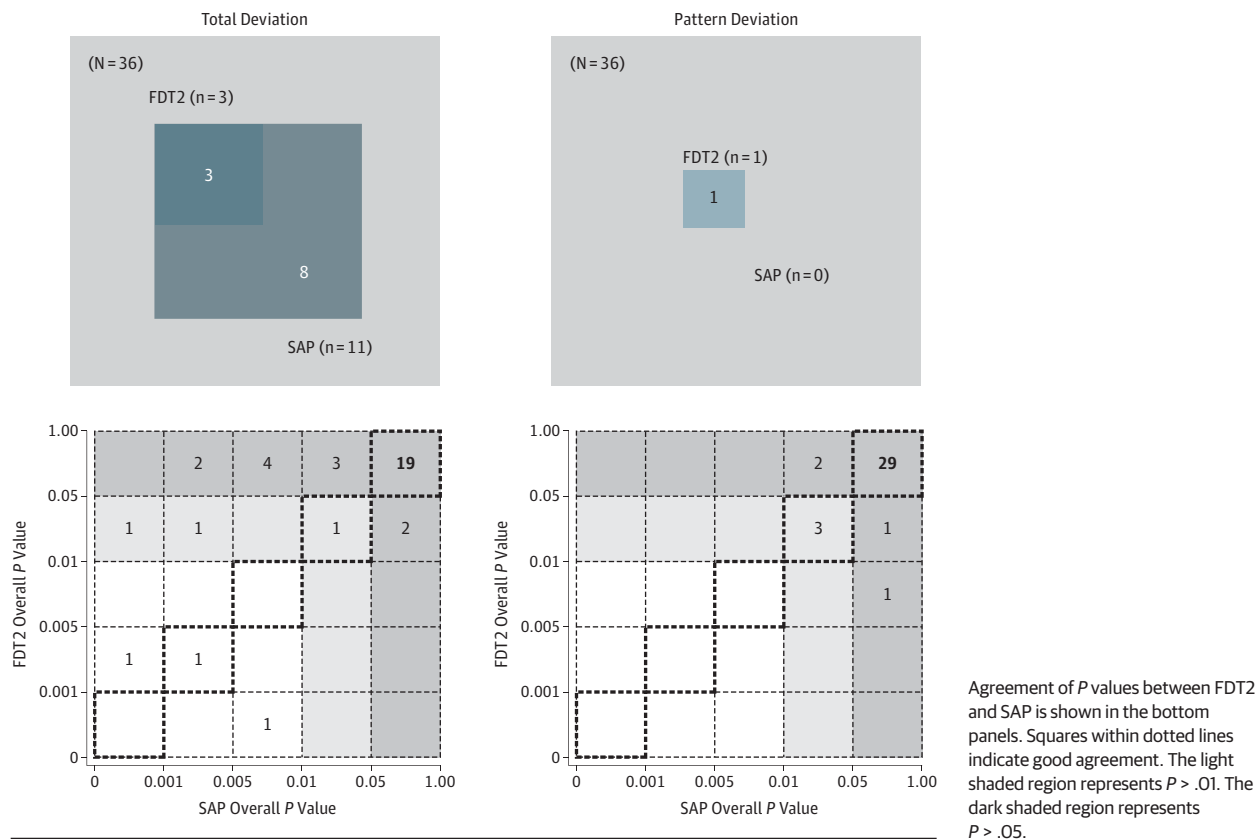 Total Deviation
(N = 36)
FDT2 (n = 3)
3
8
SAP (n = 11)
Pattern Deviation
(N = 36)
FDT2 (n = 1)
1
SAP (n = 0)
FDT2 Overall P Value
1.00
0.05
0.01
0.005
0.001
0
2 4 3 19
1 1 1 2
1 1
1
0 0.001 0.005 0.01 0.05 1.00
SAP Overall P Value
FDT2 Overall P Value
1.00
0.05
0.01
0.005
0.001
0
2 29
3 1
1
0 0.001 0.005 0.01 0.05 1.00
SAP Overall P Value
Agreement of P values between FDT2
and SAP is shown in the bottom
panels. Squares within dotted lines
indicate good agreement. The light
shaded region represents P > .01. The
dark shaded region represents
P > .05.